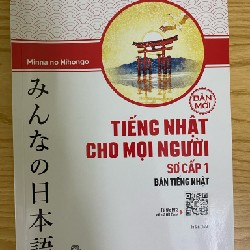 Minna no Nihongo
みんなの日本語
BẢN MỚI
TIẾNG NHẬT
CHO MỌI NGƯỜI
SƠ CẤP 1
BẢN TIẾNG NHẬT